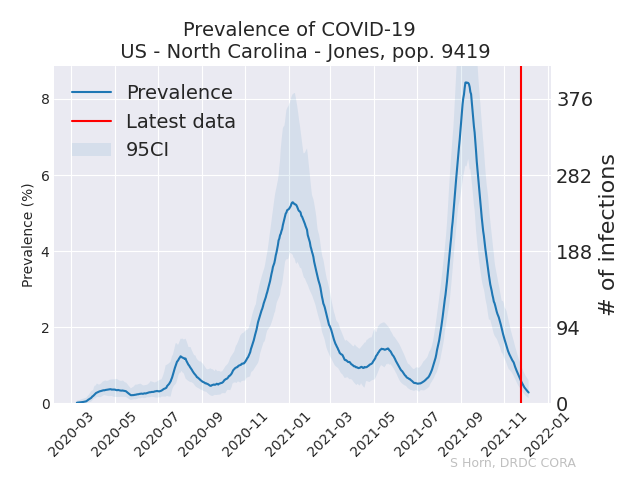 Prevalence of COVID-19
US - North Carolina - Jones, pop. 9419
Prevalence
Latest data
95CI
Prevalence (%)
8
6
4
2
0
376
282
188
94
0
# of infections
2020-03
2020-05
2020-07
2020-09
2020-11
2021-01
2021-03
2021-05
2021-07
2021-09
2021-11
2022-01
S Horn, DRDC CORA